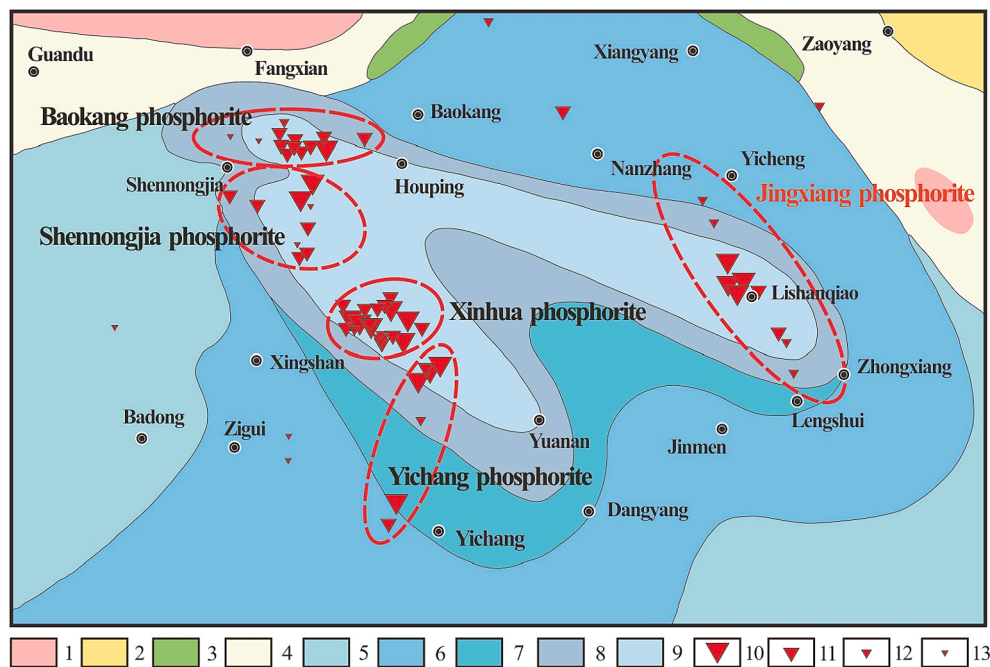 Guandu
Fangxian
Xiangyang
Zaoyang
Baokang phosphorite
Baokang
Nanzhang
Yicheng
Shennongjia
Houping
Jingxiang phosphorite
Shennongjia phosphorite
Lishanqiao
Xinhua phosphorite
Xingshan
Zhongxiang
Badong
Zigui
Yuanan
Lengshui
Jinmen
Yichang phosphorite
Dangyang
Yichang
1 2 3 4 5 6 7 8 9 10 11 12 13